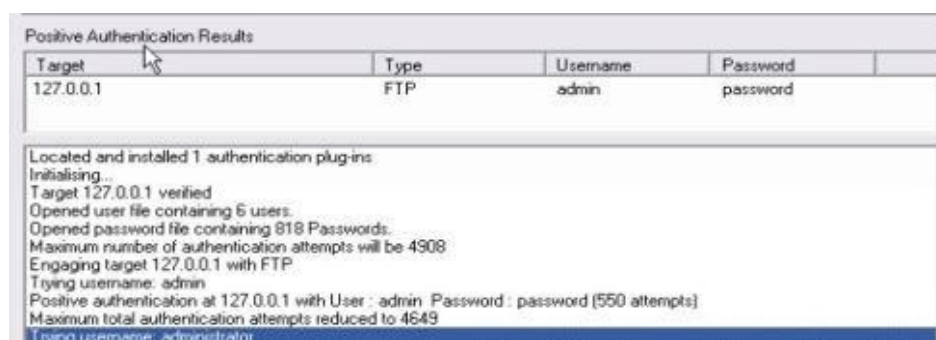 Positive Authentication Results
Target Type Username Password
127.0.0.1 FTP admin password
Located and installed 1 authentication plug-ins
Initialising...
Target 127.0.0.1 verified
Opened user file containing 6 users.
Opened password file containing 818 Passwords.
Maximum number of authentication attempts will be 4908
Engaging target 127.0.0.1 with FTP
Trying username: admin
Positive authentication at 127.0.0.1 with User : admin Password : password (550 attempts)
Maximum total authentication attempts reduced to 4649
Trying username: administrator